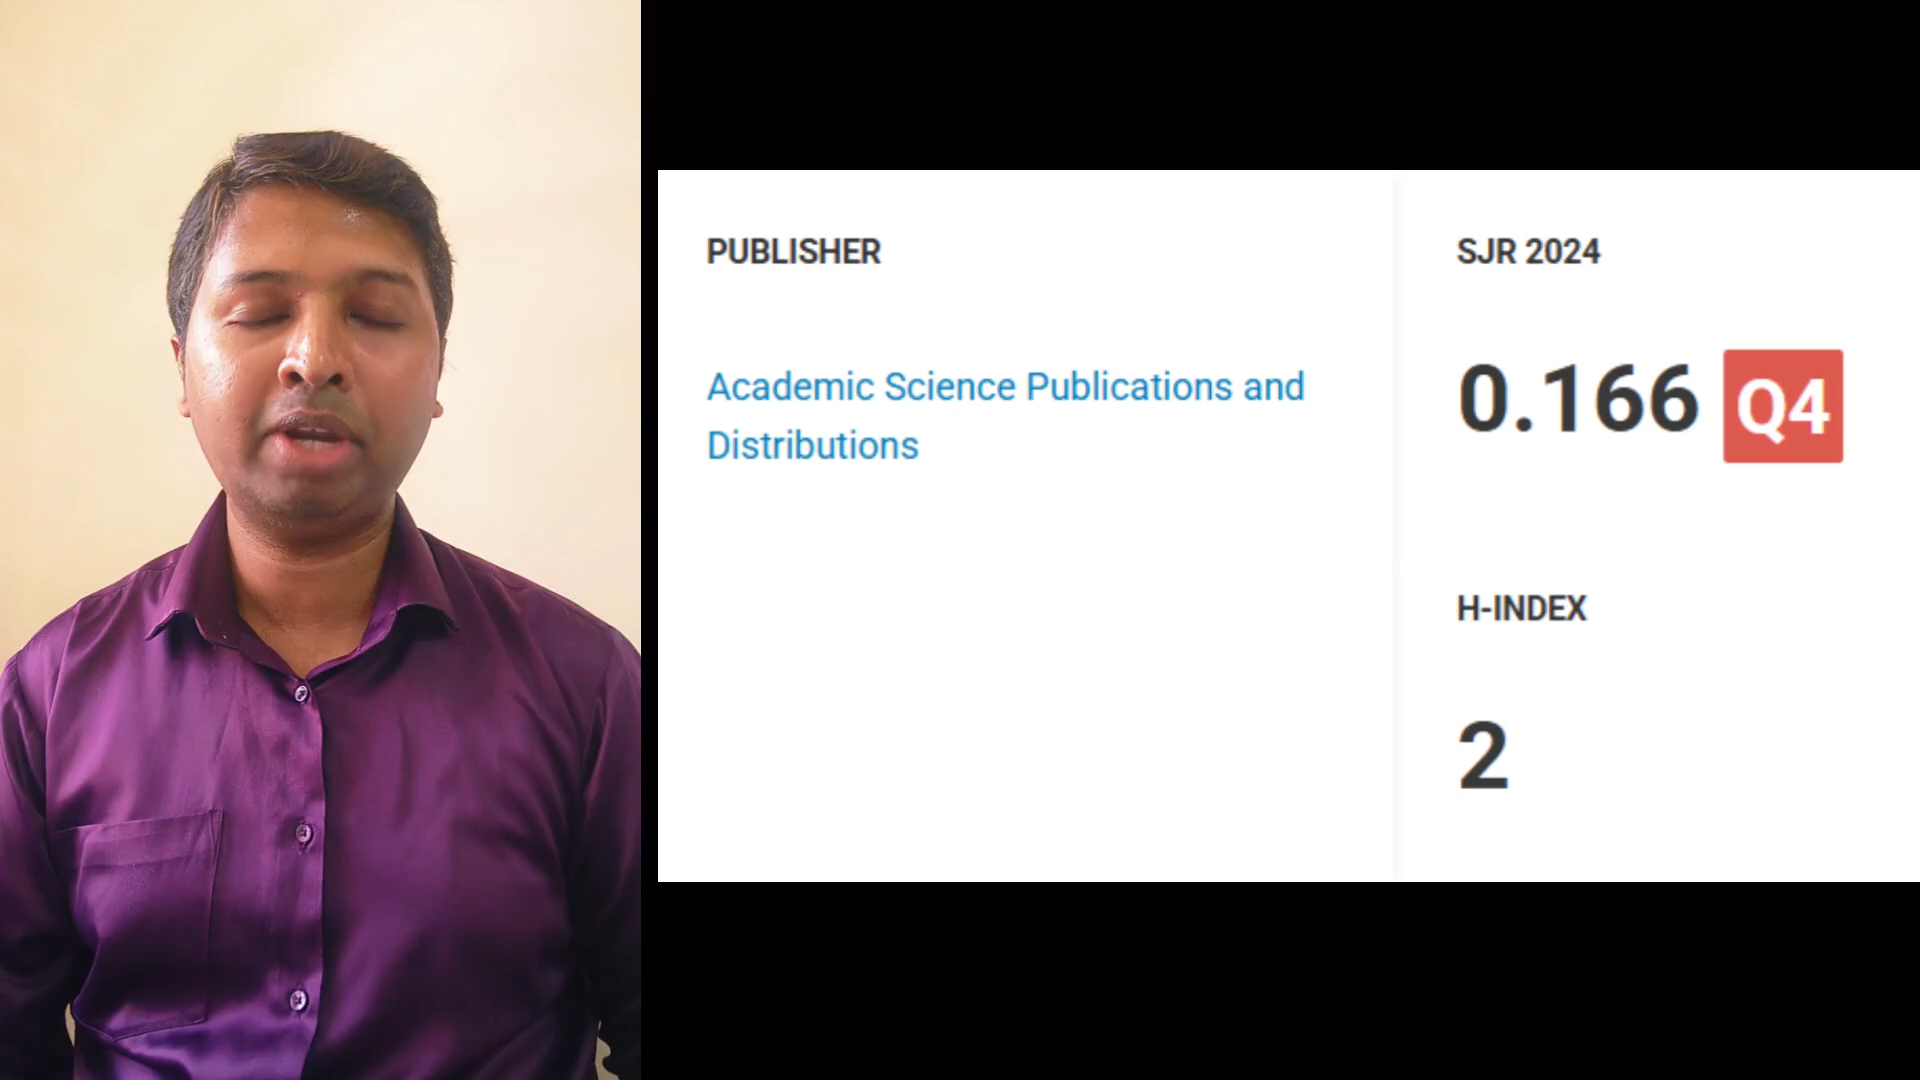 PUBLISHER
Academic Science Publications and
Distributions
SJR 2024
0.166 Q4
H-INDEX
2